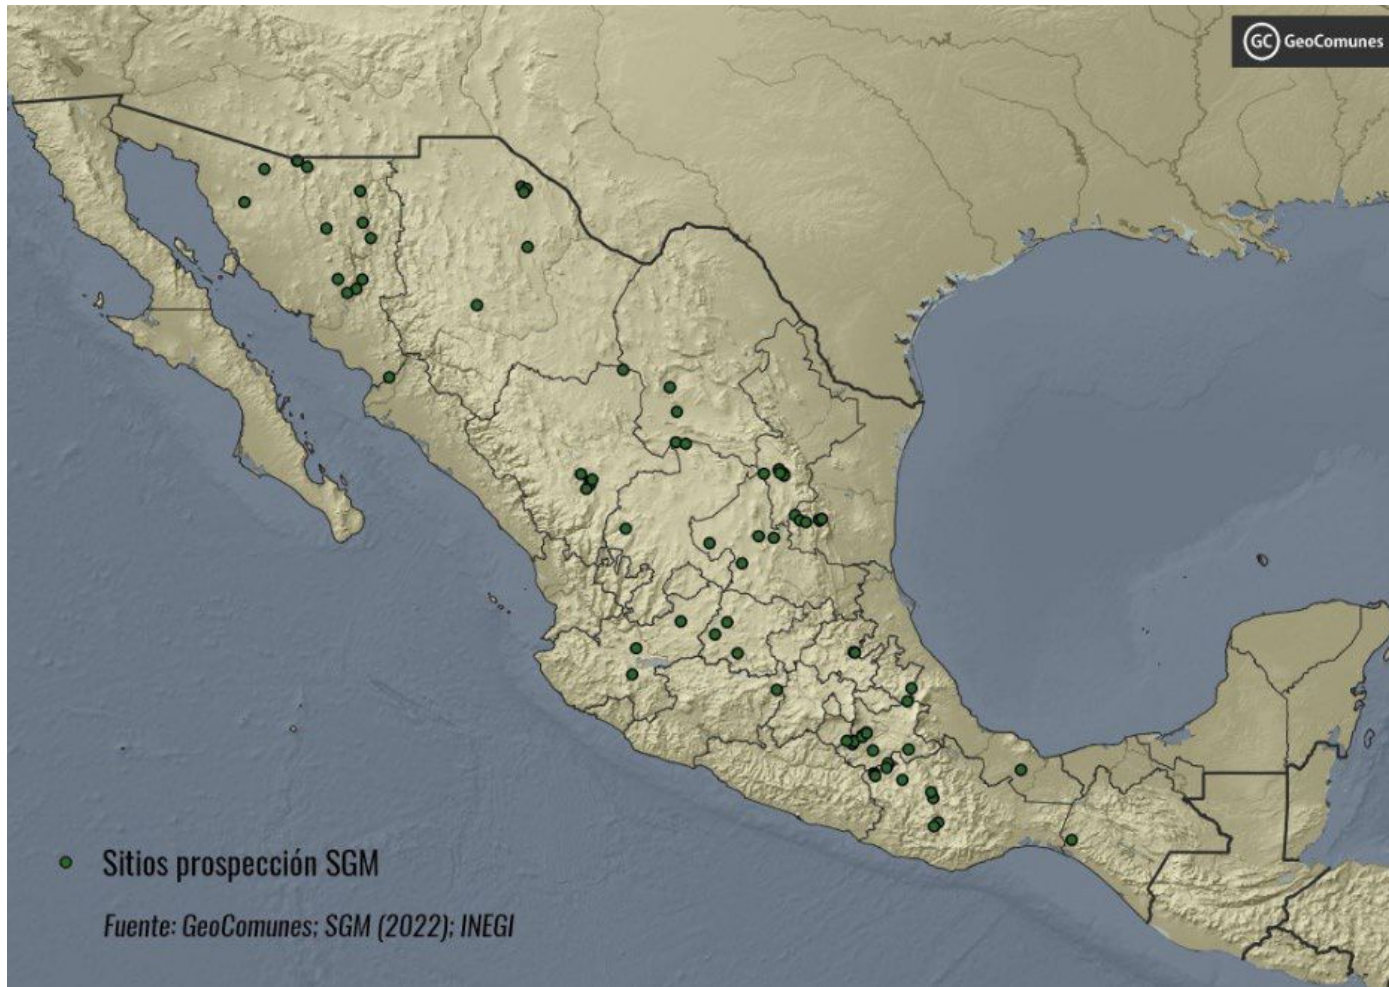 GC GeoComunes
Sitios prospección SGM
Fuente: GeoComunes; SGM (2022); INEGI